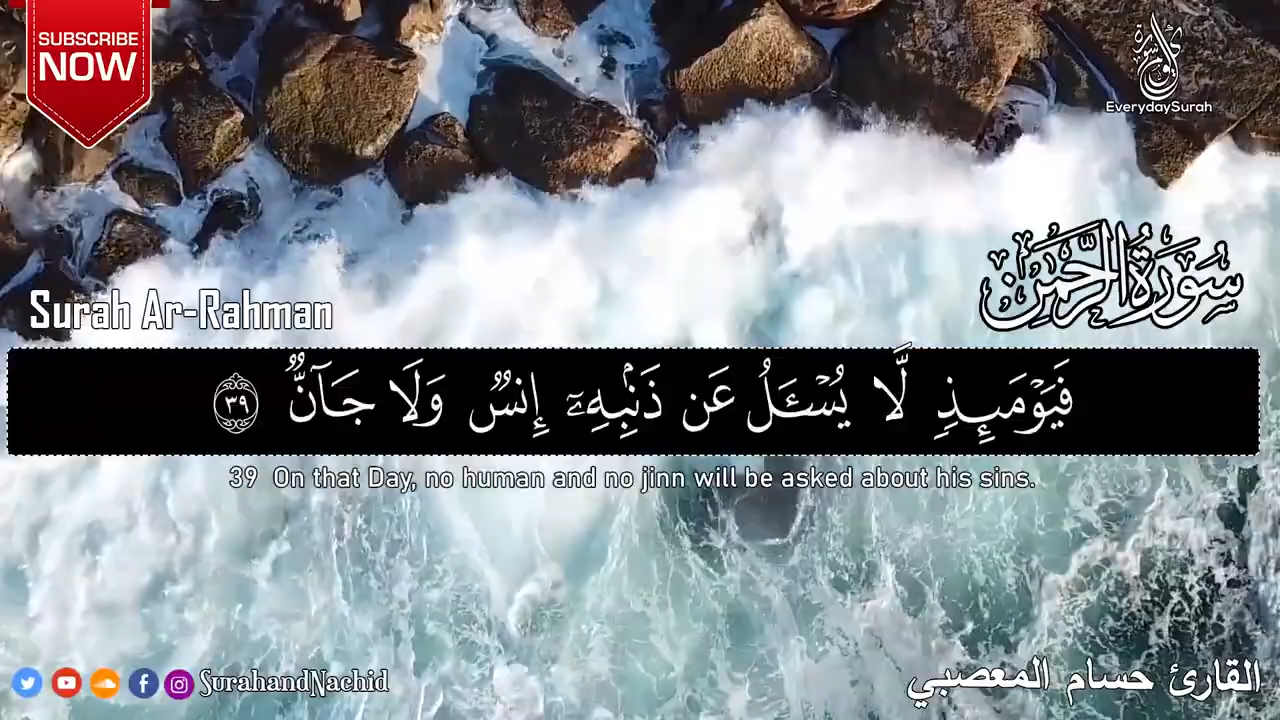 SUBSCRIBE
NOW
EverydaySurah
سُورَةُ الرَّحْمَٰن
Surah Ar-Rahman
فَيَوْمَئِذٍ لَّا يُسْـَٔلُ عَن ذَنۢبِهِۦٓ إِنسٌ وَلَا جَآنٌّ ٣٩
39 On that Day, no human and no jinn will be asked about his sins.
SurahandNachid
القارئ حسام المعصبي